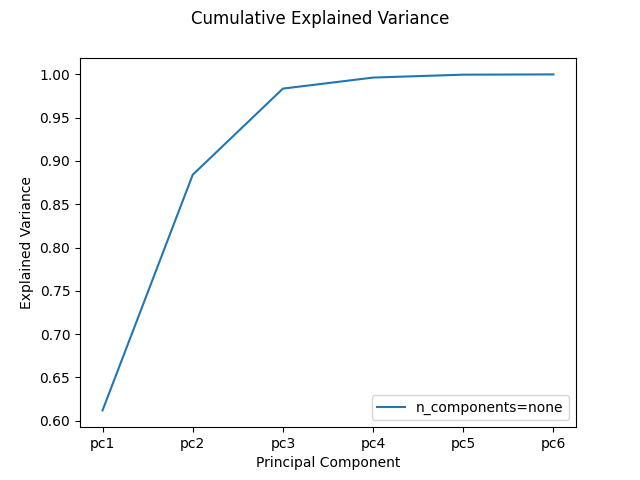 Cumulative Explained Variance
Explained Variance
1.00
0.95
0.90
0.85
0.80
0.75
0.70
0.65
0.60
n_components=none
pc1 pc2 pc3 pc4 pc5 pc6
Principal Component